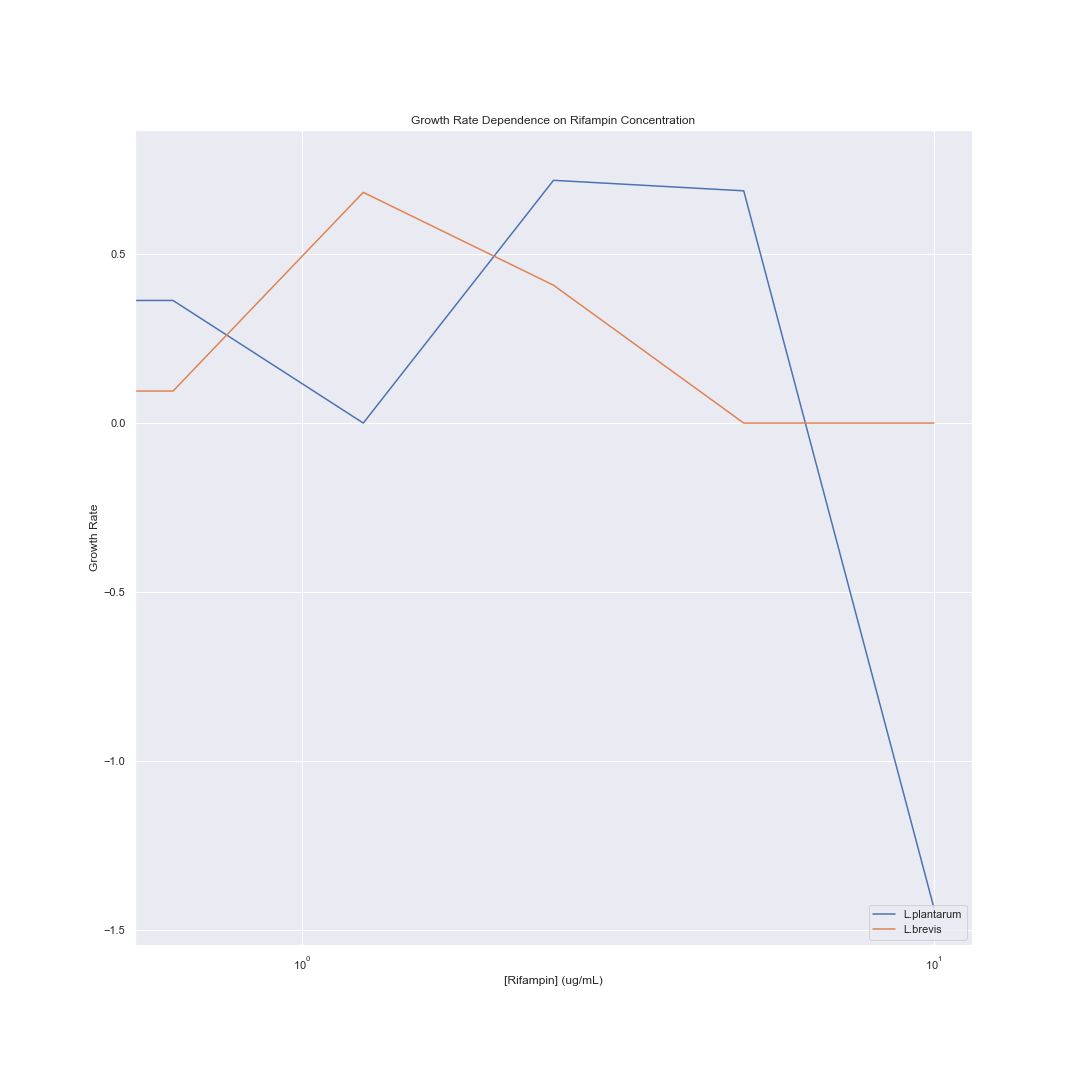 Growth Rate Dependence on Rifampin Concentration
0.5
0.0
−0.5
−1.0
−1.5
Growth Rate
10⁰
10¹
[Rifampin] (ug/mL)
L.plantarum
L.brevis